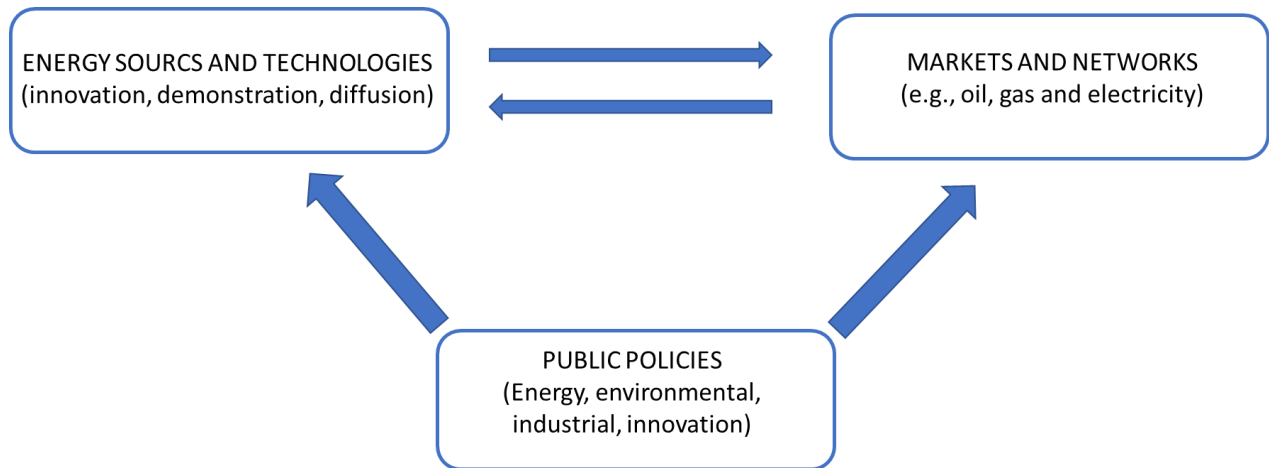 ENERGY SOURCS AND TECHNOLOGIES
(innovation, demonstration, diffusion)
MARKETS AND NETWORKS
(e.g., oil, gas and electricity)
PUBLIC POLICIES
(Energy, environmental,
industrial, innovation)